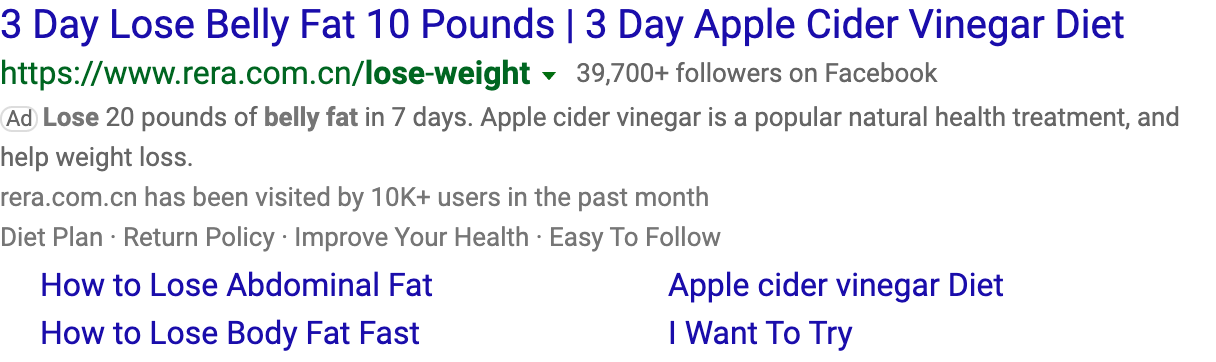 3 Day Lose Belly Fat 10 Pounds | 3 Day Apple Cider Vinegar Diet
https://www.rera.com.cn/lose-weight 39,700+ followers on Facebook
Ad Lose 20 pounds of belly fat in 7 days. Apple cider vinegar is a popular natural health treatment, and
help weight loss.
rera.com.cn has been visited by 10K+ users in the past month
Diet Plan · Return Policy · Improve Your Health · Easy To Follow
How to Lose Abdominal Fat Apple cider vinegar Diet
How to Lose Body Fat Fast I Want To Try